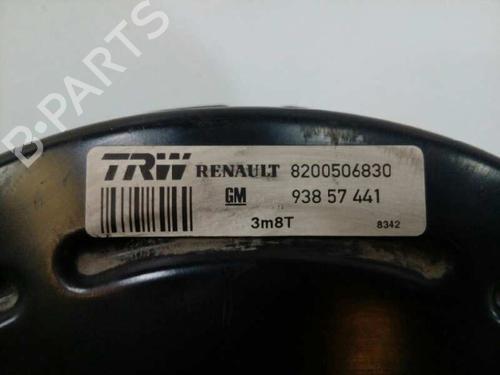 B-PARTS
TRW RENAULT 8200506830
GM 938 57 441
3m8T 8342